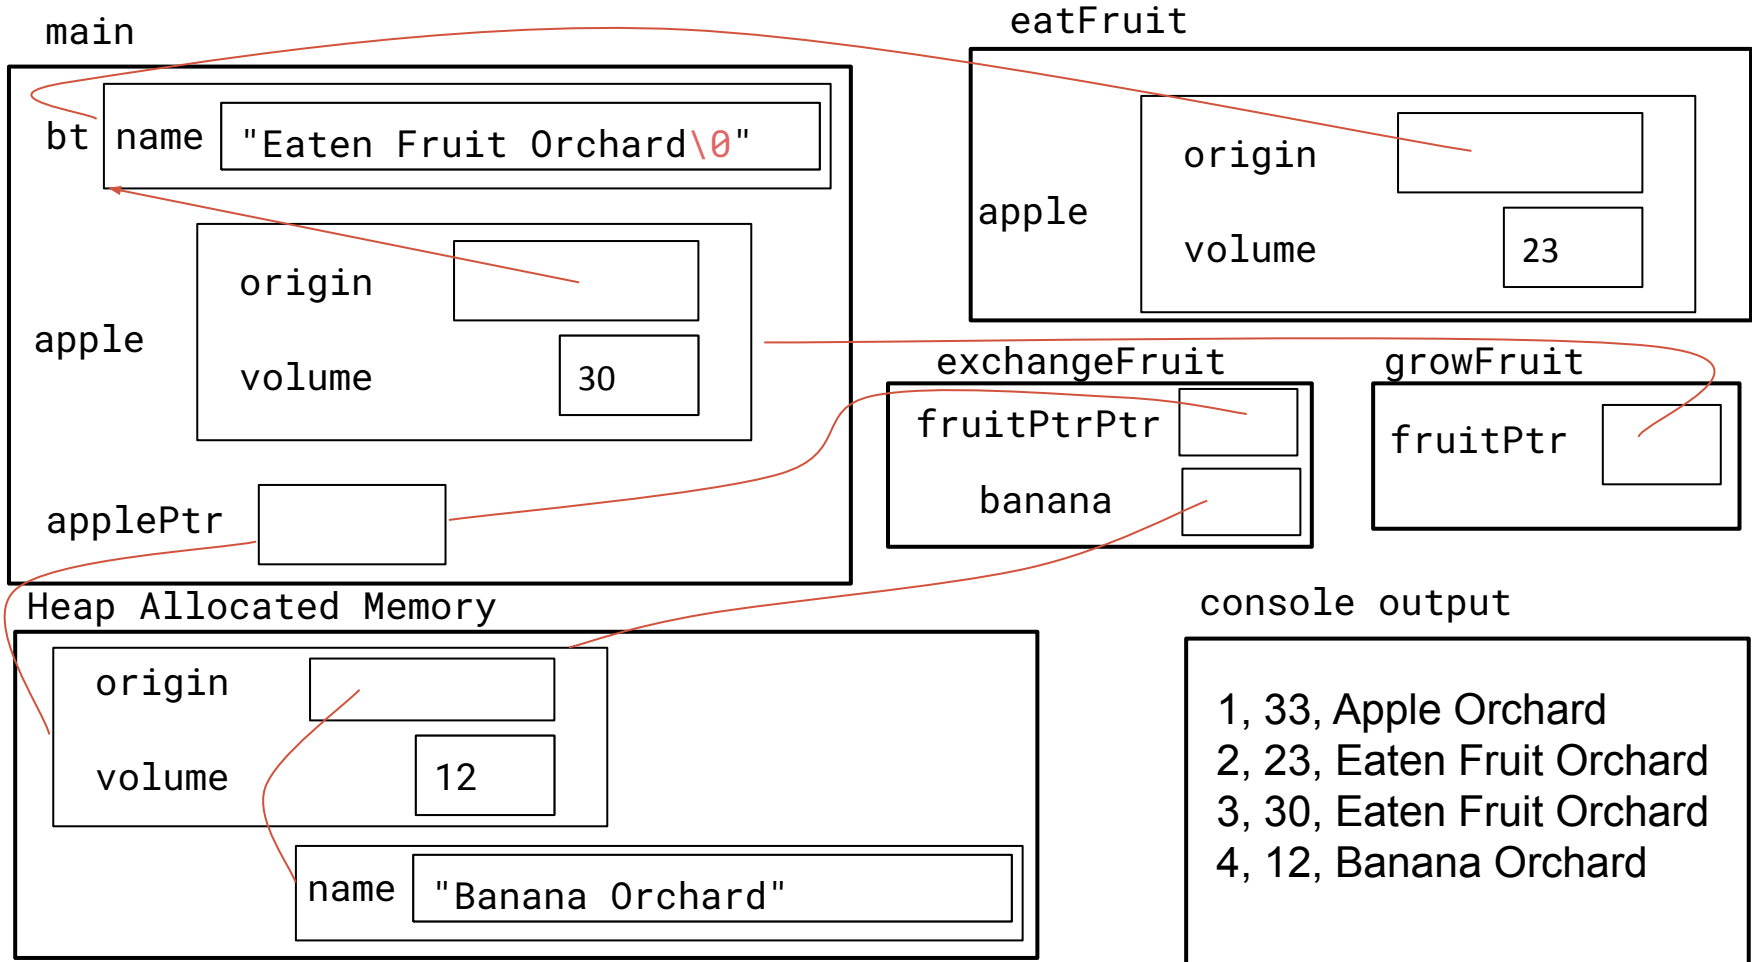 main
bt
name
"Eaten Fruit Orchard\0"
apple
origin
volume
30
applePtr
eatFruit
apple
origin
volume
23
exchangeFruit
fruitPtrPtr
banana
growFruit
fruitPtr
Heap Allocated Memory
origin
volume
12
name
"Banana Orchard"
console output
1, 33, Apple Orchard
2, 23, Eaten Fruit Orchard
3, 30, Eaten Fruit Orchard
4, 12, Banana Orchard